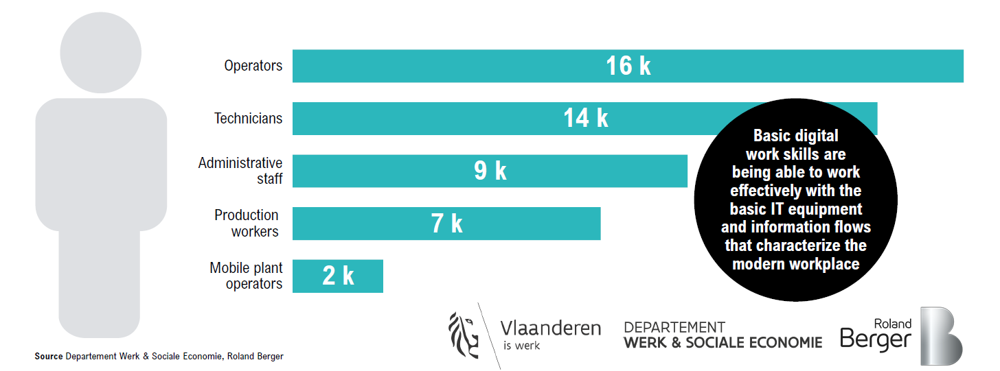 Operators
16 k
Technicians
14 k
Administrative
staff
9 k
Production
workers
7 k
Mobile plant
operators
2 k
Basic digital
work skills are
being able to work
effectively with the
basic IT equipment
and information flows
that characterize the
modern workplace
Vlaanderen
is werk
DEPARTEMENT
WERK & SOCIALE ECONOMIE
Roland
Berger
B
Source Departement Werk & Sociale Economie, Roland Berger